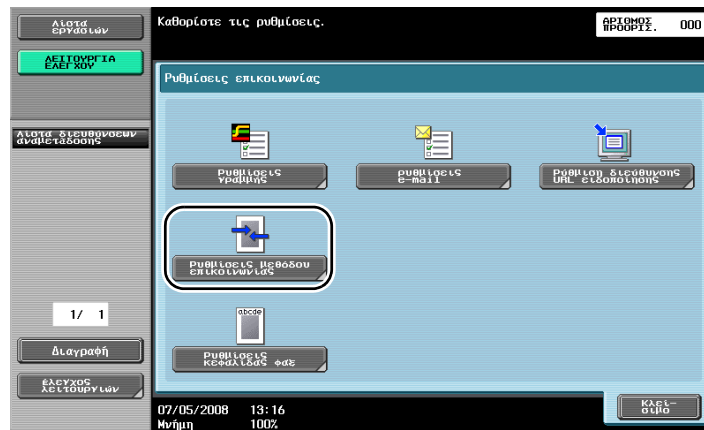 Λίστα
εργασιών
Καθορίστε τις ρυθμίσεις.
ΑΡΙΘΜΟΣ
ΠΡΟΟΡΙΣ.
000
ΛΕΙΤΟΥΡΓΙΑ
ΕΛΕΓΧΟΥ
Ρυθμίσεις επικοινωνίας
Λίστα διευθύνσεων
αναμετάδοσης
Ρυθμίσεις
γραμμής
ρυθμίσεις
e-mail
Ρύθμιση διεύθυνσης
URL ειδοποίησης
Ρυθμίσεις μεθόδου
επικοινωνίας
1/ 1
abcde
Διαγραφή
Ρυθμίσεις
κεφαλίδας φαξ
έλεγχος
λειτουργιών
Κλεί-
σιμο
07/05/2008 13:16
Μνήμη 100%